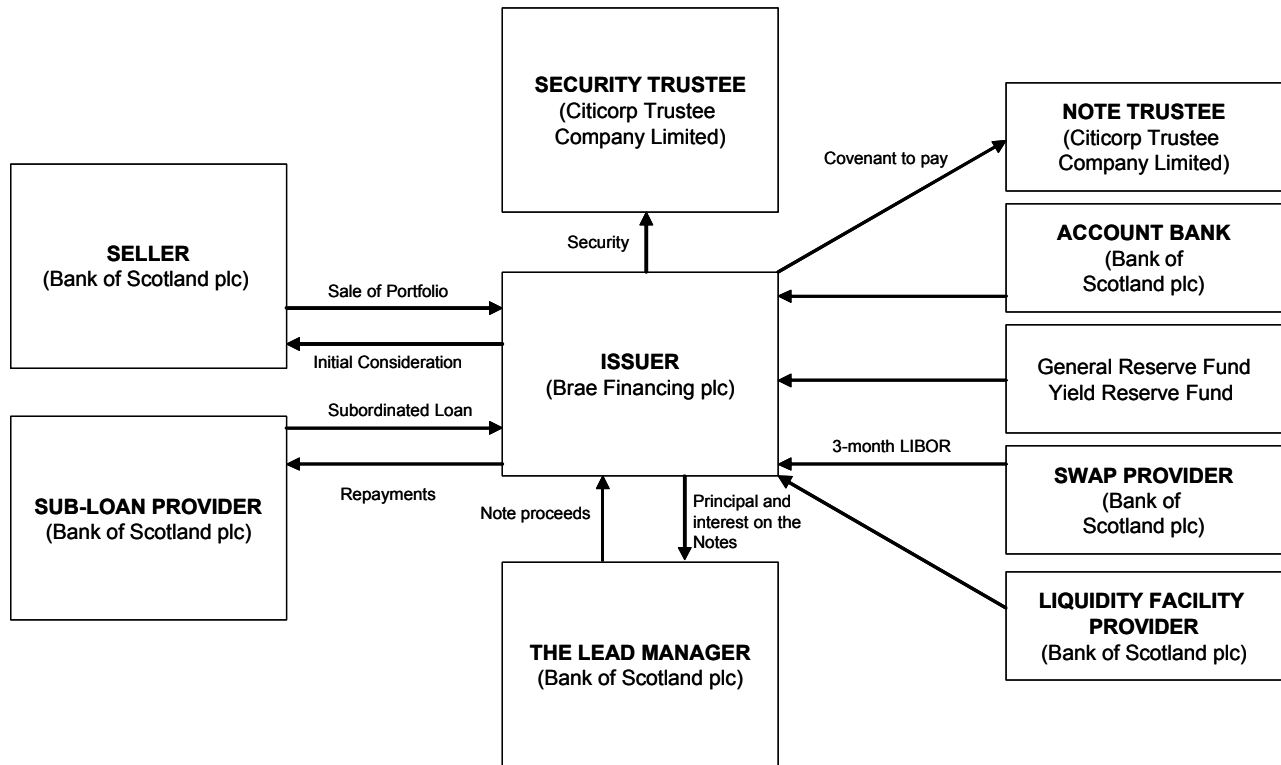 SECURITY TRUSTEE
(Citicorp Trustee
Company Limited)
NOTE TRUSTEE
(Citicorp Trustee
Company Limited)
Covenant to pay
SELLER
(Bank of Scotland plc)
Security
ACCOUNT BANK
(Bank of
Scotland plc)
Sale of Portfolio
Initial Consideration
ISSUER
(Brae Financing plc)
General Reserve Fund
Yield Reserve Fund
Subordinated Loan
3-month LIBOR
SUB-LOAN PROVIDER
(Bank of Scotland plc)
Repayments
Note proceeds
Principal and
interest on the
Notes
SWAP PROVIDER
(Bank of
Scotland plc)
LIQUIDITY FACILITY
PROVIDER
(Bank of Scotland plc)
THE LEAD MANAGER
(Bank of Scotland plc)